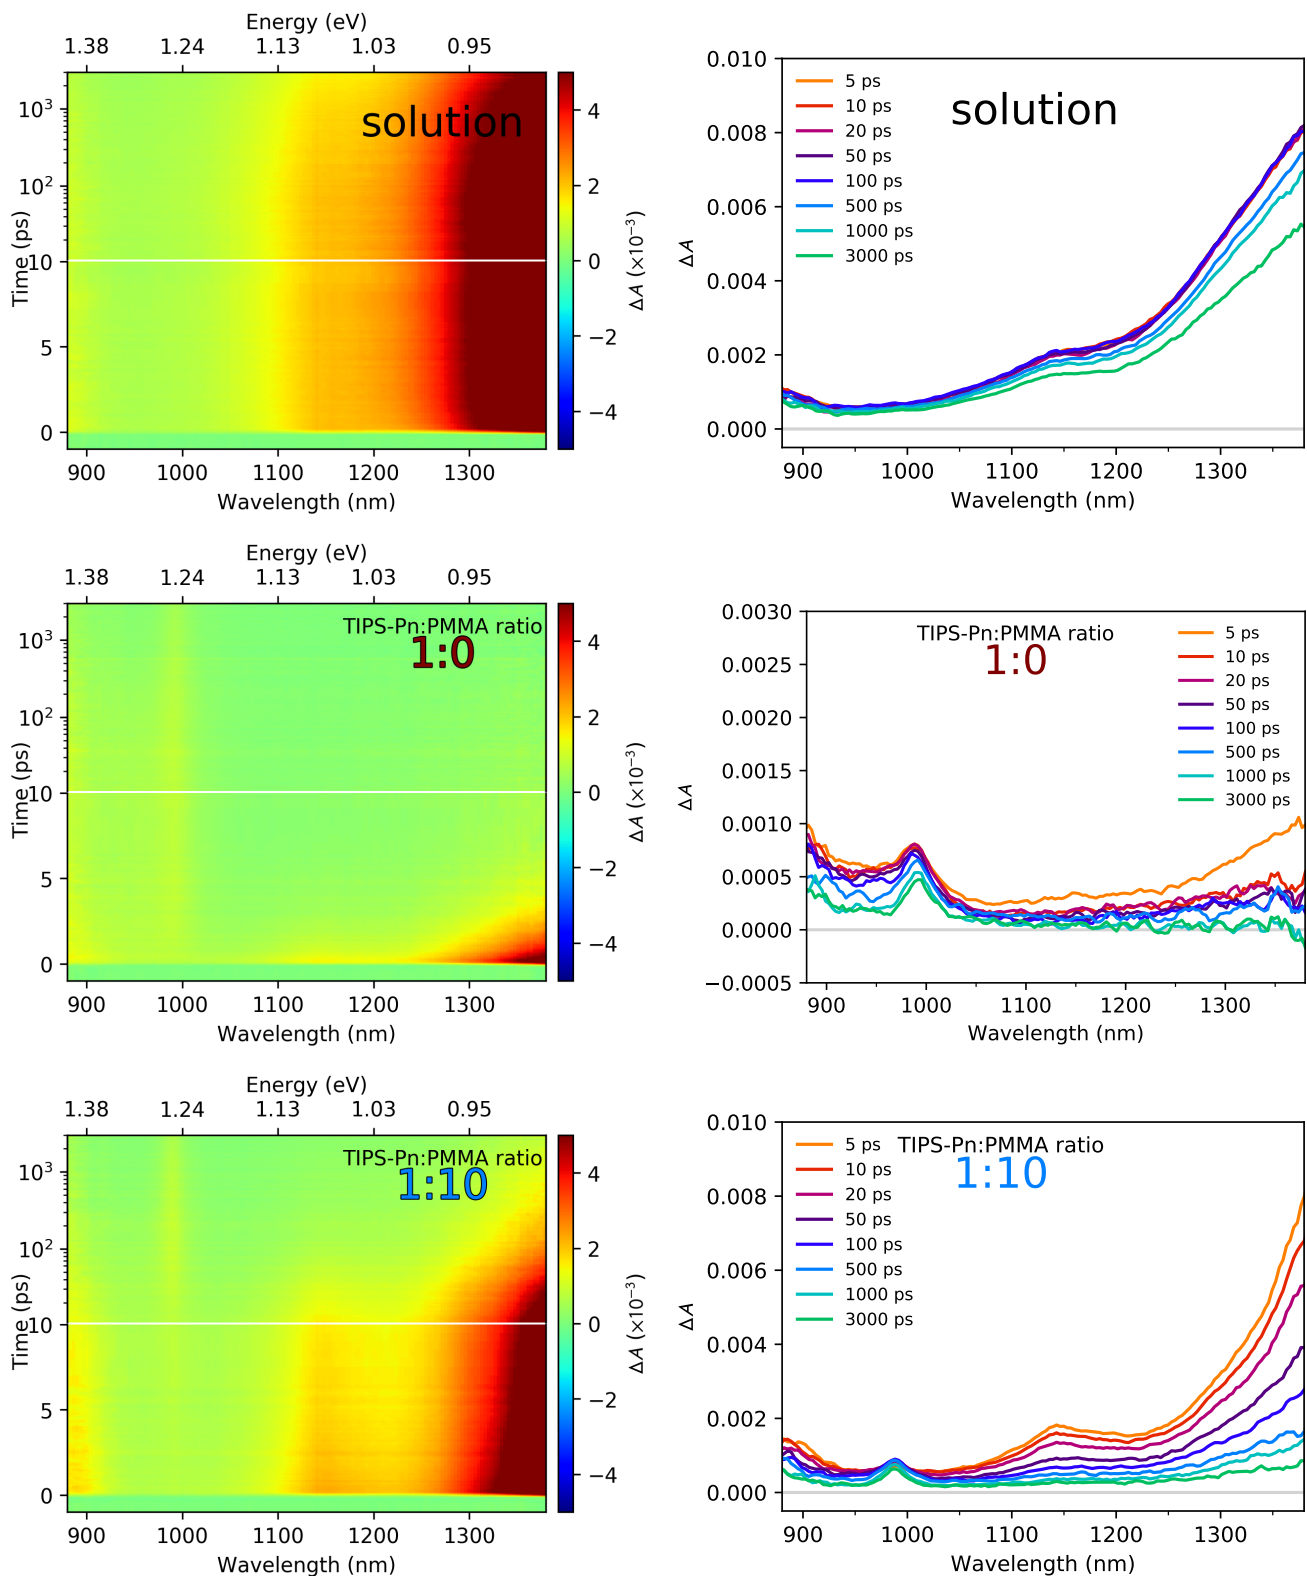 Energy (eV)
1.38 1.24 1.13 1.03 0.95
solution
10³
10²
10
5
0
Time (ps)
900 1000 1100 1200 1300
Wavelength (nm)
4
2
0
−2
−4
ΔA (×10⁻³)
0.010
0.008
0.006
0.004
0.002
0.000
ΔA
5 ps
10 ps
20 ps
50 ps
100 ps
500 ps
1000 ps
3000 ps
solution
900 1000 1100 1200 1300
Wavelength (nm)
Energy (eV)
1.38 1.24 1.13 1.03 0.95
TIPS-Pn:PMMA ratio
1:0
10³
10²
10
5
0
Time (ps)
900 1000 1100 1200 1300
Wavelength (nm)
4
2
0
−2
−4
ΔA (×10⁻³)
0.0030
0.0025
0.0020
0.0015
0.0010
0.0005
0.0000
−0.0005
ΔA
TIPS-Pn:PMMA ratio
1:0
5 ps
10 ps
20 ps
50 ps
100 ps
500 ps
1000 ps
3000 ps
900 1000 1100 1200 1300
Wavelength (nm)
Energy (eV)
1.38 1.24 1.13 1.03 0.95
TIPS-Pn:PMMA ratio
1:10
10³
10²
10
5
0
Time (ps)
900 1000 1100 1200 1300
Wavelength (nm)
4
2
0
−2
−4
ΔA (×10⁻³)
0.010
0.008
0.006
0.004
0.002
0.000
ΔA
5 ps
10 ps
20 ps
50 ps
100 ps
500 ps
1000 ps
3000 ps
TIPS-Pn:PMMA ratio
1:10
900 1000 1100 1200 1300
Wavelength (nm)